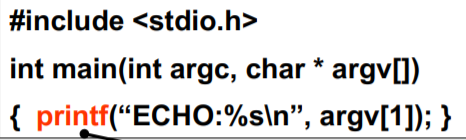 #include <stdio.h>
int main(int argc, char * argv[])
{ printf(“ECHO:%s\n”, argv[1]); }